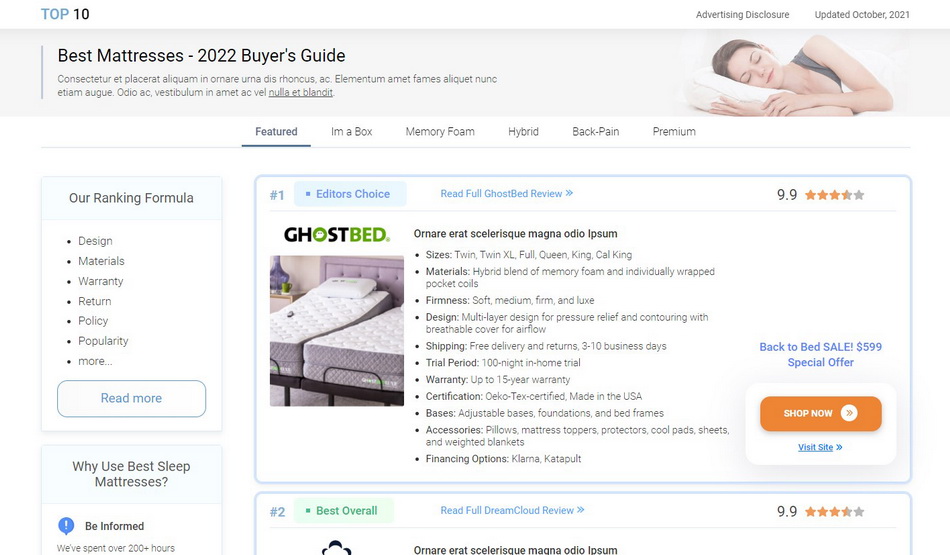 TOP 10
Advertising Disclosure
Updated October, 2021
Best Mattresses - 2022 Buyer's Guide
Consectetur et placerat aliquam in ornare urna dis rhoncus, ac. Elementum amet fames aliquet nunc
etiam augue. Odio ac, vestibulum in amet ac vel nulla et blandit.
Featured
Im a Box
Memory Foam
Hybrid
Back-Pain
Premium
Our Ranking Formula
Design
Materials
Warranty
Return
Policy
Popularity
more...
Read more
Why Use Best Sleep
Mattresses?
Be Informed
We've spent over 200+ hours
#1
Editors Choice
Read Full GhostBed Review »
9.9
GHOSTBED
Ornare erat scelerisque magna odio Ipsum
Sizes: Twin, Twin XL, Full, Queen, King, Cal King
Materials: Hybrid blend of memory foam and individually wrapped
pocket coils
Firmness: Soft, medium, firm, and luxe
Design: Multi-layer design for pressure relief and contouring with
breathable cover for airflow
Shipping: Free delivery and returns, 3-10 business days
Trial Period: 100-night in-home trial
Warranty: Up to 15-year warranty
Certification: Oeko-Tex-certified, Made in the USA
Bases: Adjustable bases, foundations, and bed frames
Accessories: Pillows, mattress toppers, protectors, cool pads, sheets,
and weighted blankets
Financing Options: Klarna, Katapult
Back to Bed SALE! $599
Special Offer
SHOP NOW »
Visit Site »
#2
Best Overall
Read Full DreamCloud Review »
9.9
Ornare erat scelerisque magna odio Ipsum